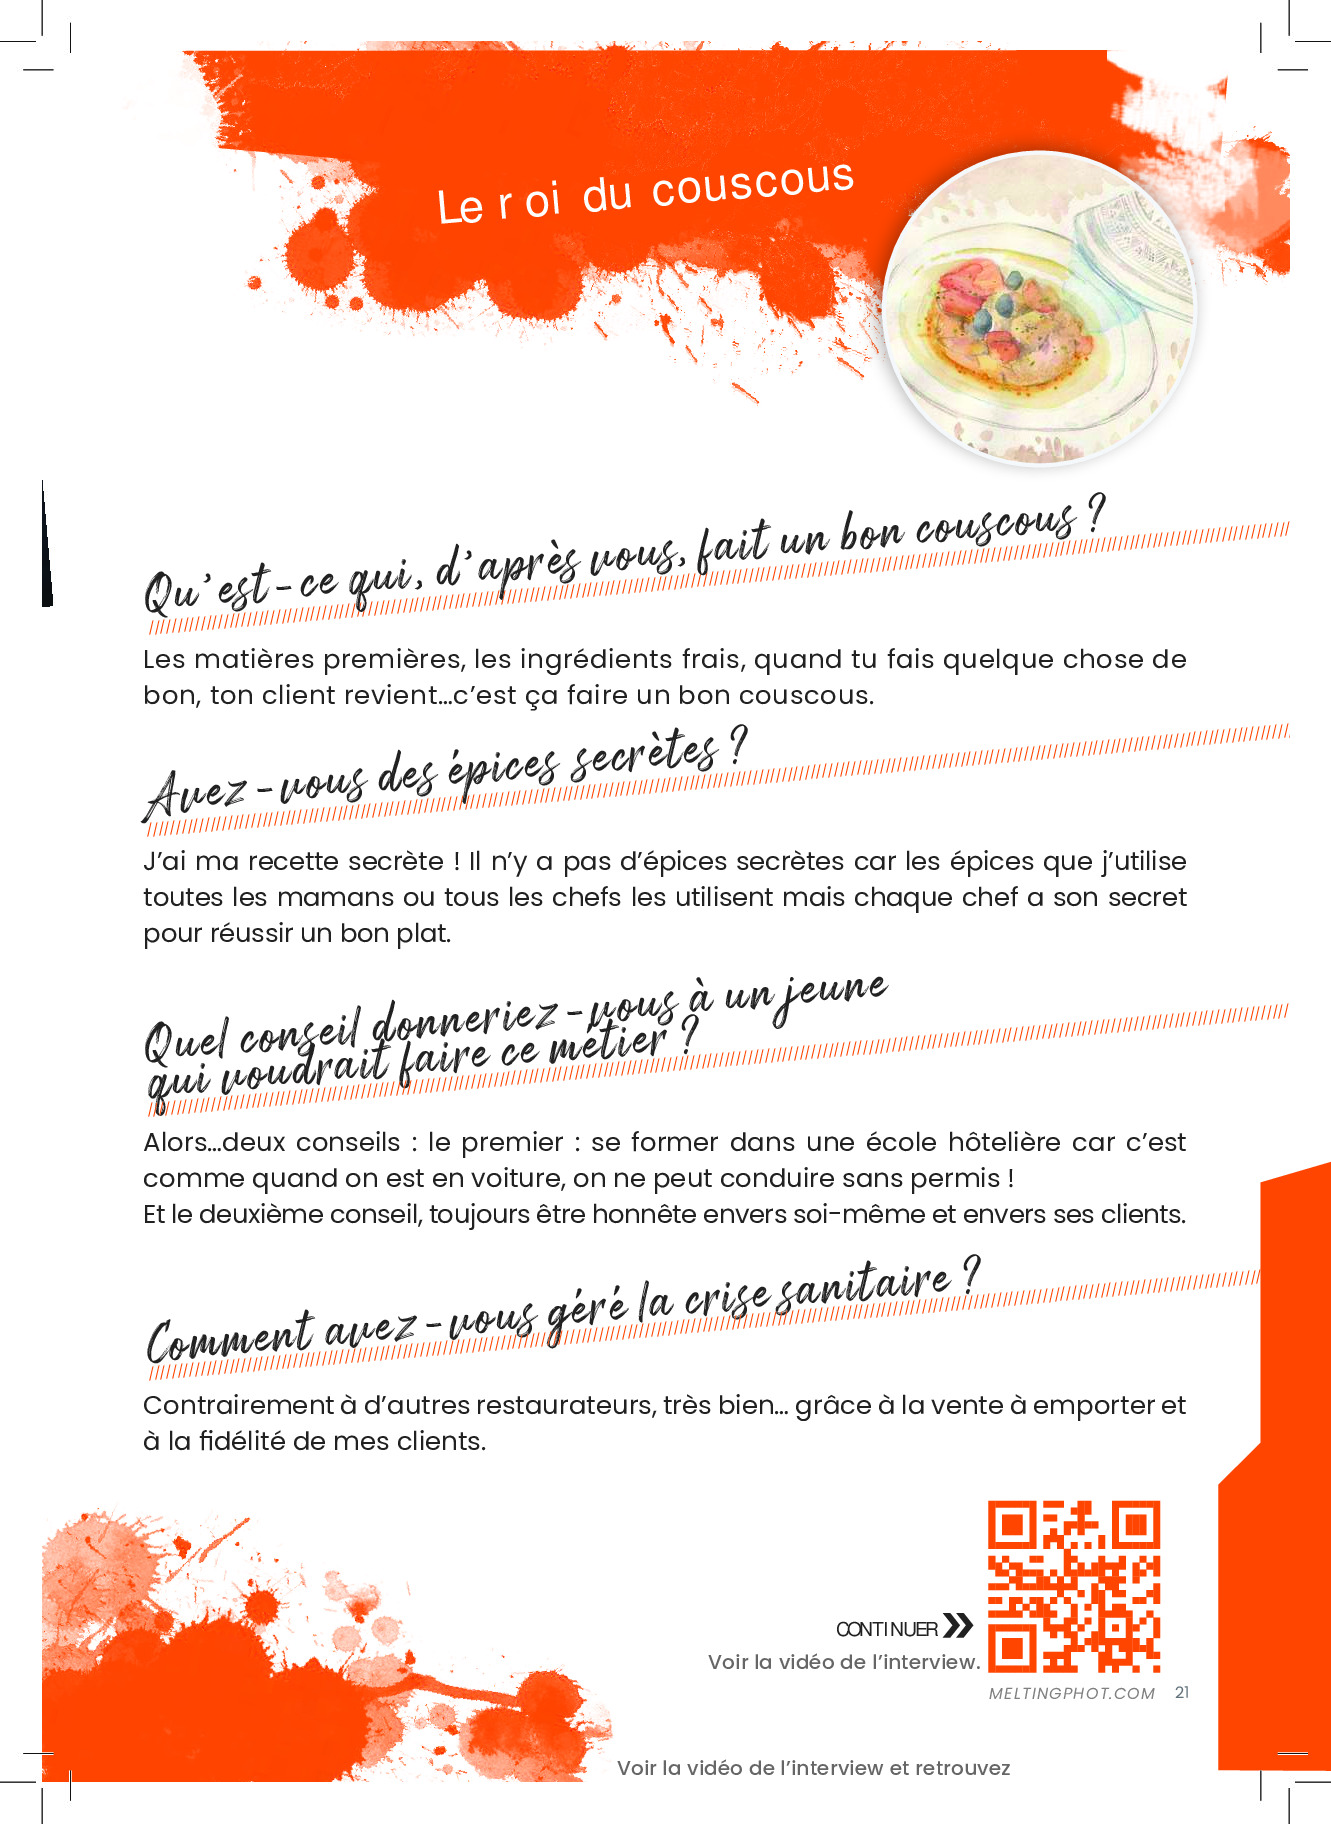 Le roi du couscous
Qu'est-ce qui, d'après vous, fait un bon couscous ?
Les matières premières, les ingrédients frais, quand tu fais quelque chose de
bon, ton client revient...c'est ça faire un bon couscous.
Avez-vous des épices secrètes ?
J'ai ma recette secrète ! Il n'y a pas d'épices secrètes car les épices que j'utilise
toutes les mamans ou tous les chefs les utilisent mais chaque chef a son secret
pour réussir un bon plat.
Quel conseil donneriez-vous à un jeune
qui voudrait faire ce métier ?
Alors...deux conseils : le premier : se former dans une école hôtelière car c'est
comme quand on est en voiture, on ne peut conduire sans permis !
Et le deuxième conseil, toujours être honnête envers soi-même et envers ses clients.
Comment avez-vous géré la crise sanitaire ?
Contrairement à d'autres restaurateurs, très bien... grâce à la vente à emporter et
à la fidélité de mes clients.
CONTINUER
Voir la vidéo de l'interview.
MELTINGPHOT.COM 21
Voir la vidéo de l'interview et retrouvez